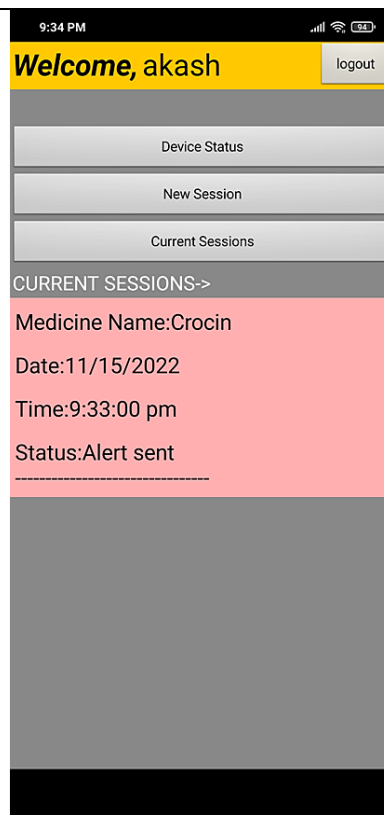 9:34 PM 94
Welcome, akash logout
Device Status
New Session
Current Sessions
CURRENT SESSIONS->
Medicine Name:Crocin
Date:11/15/2022
Time:9:33:00 pm
Status:Alert sent
--------------------------------